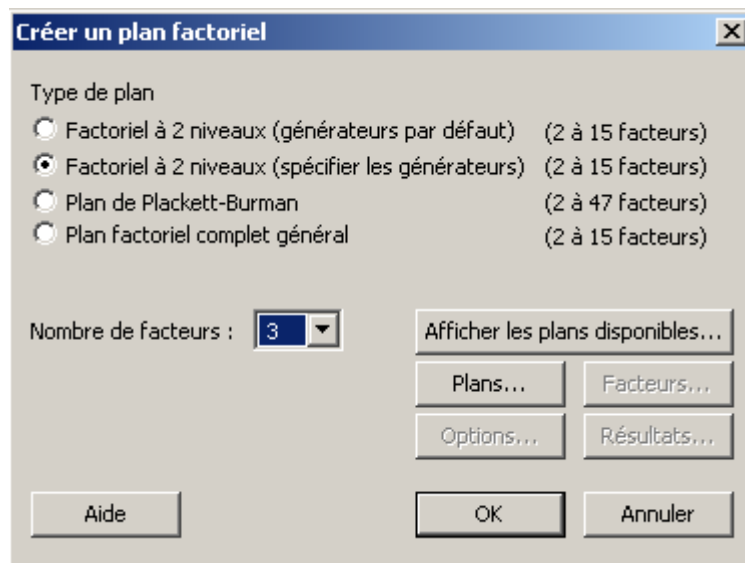 Créer un plan factoriel
Type de plan
Factoriel à 2 niveaux (générateurs par défaut) (2 à 15 facteurs)
Factoriel à 2 niveaux (spécifier les générateurs) (2 à 15 facteurs)
Plan de Plackett-Burman (2 à 47 facteurs)
Plan factoriel complet général (2 à 15 facteurs)
Nombre de facteurs : 3 Afficher les plans disponibles...
Plans... Facteurs...
Options... Résultats...
Aide OK Annuler